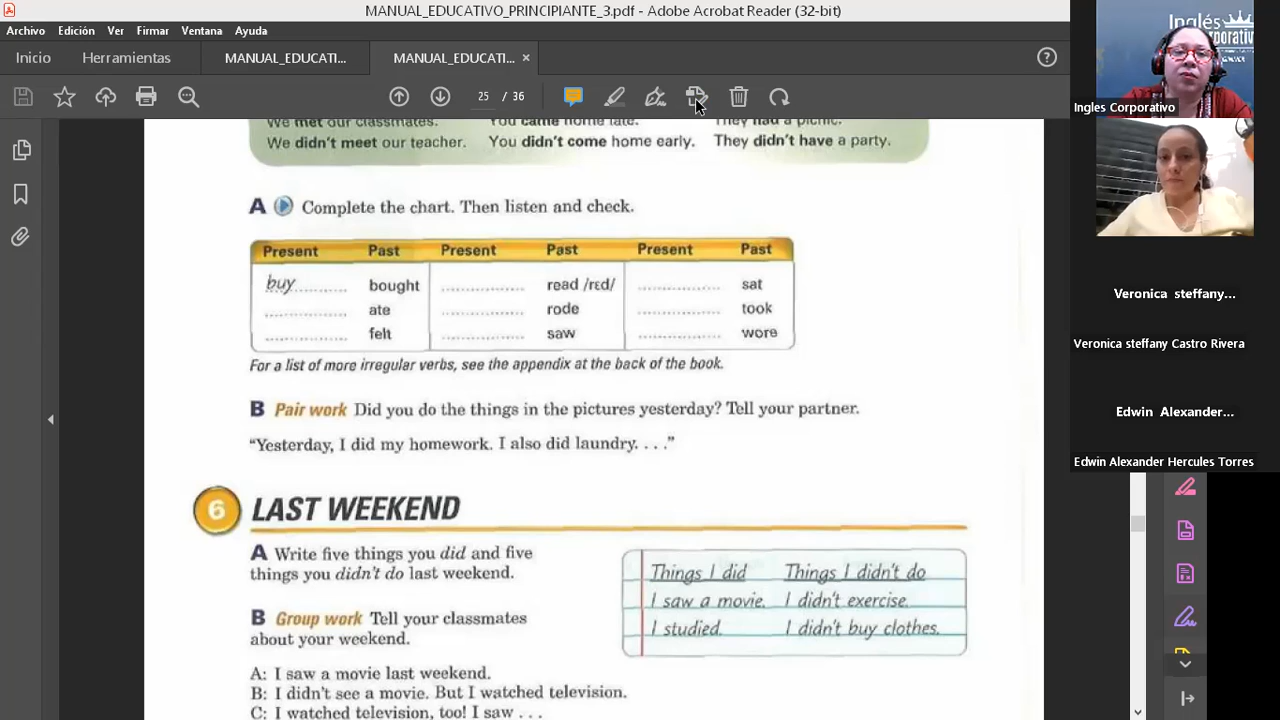 MANUAL_EDUCATIVO_PRINCIPIANTE_3.pdf - Adobe Acrobat Reader (32-bit)
Archivo Edición Ver Firmar Ventana Ayuda
Inicio Herramientas MANUAL_EDUCATI... MANUAL_EDUCATI... ×
25 / 36
We met our classmates. You came home late. They had a picnic.
We didn't meet our teacher. You didn't come home early. They didn't have a party.
A Complete the chart. Then listen and check.
Present Past Present Past Present Past
buy bought read /rɛd/ sat
ate rode took
felt saw wore
For a list of more irregular verbs, see the appendix at the back of the book.
B Pair work Did you do the things in the pictures yesterday? Tell your partner.
“Yesterday, I did my homework. I also did laundry. . . .”
6 LAST WEEKEND
A Write five things you did and five
things you didn't do last weekend.
Things I did Things I didn't do
I saw a movie. I didn't exercise.
I studied. I didn't buy clothes.
B Group work Tell your classmates
about your weekend.
A: I saw a movie last weekend.
B: I didn't see a movie. But I watched television.
C: I watched television, too! I saw . . .
Inglés
Ingles Corporativo
Veronica steffany...
Veronica steffany Castro Rivera
Edwin Alexander...
Edwin Alexander Hercules Torres